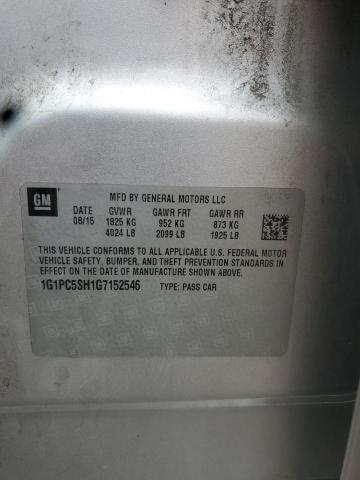 MFD BY GENERAL MOTORS LLC
GM
DATE GVWR GAWR FRT GAWR RR
08/15 1825 KG 952 KG 873 KG
4024 LB 2099 LB 1925 LB
THIS VEHICLE CONFORMS TO ALL APPLICABLE U.S. FEDERAL MOTOR
VEHICLE SAFETY, BUMPER, AND THEFT PREVENTION STANDARDS IN
EFFECT ON THE DATE OF MANUFACTURE SHOWN ABOVE.
1G1PC5SH1G7152546 TYPE: PASS CAR